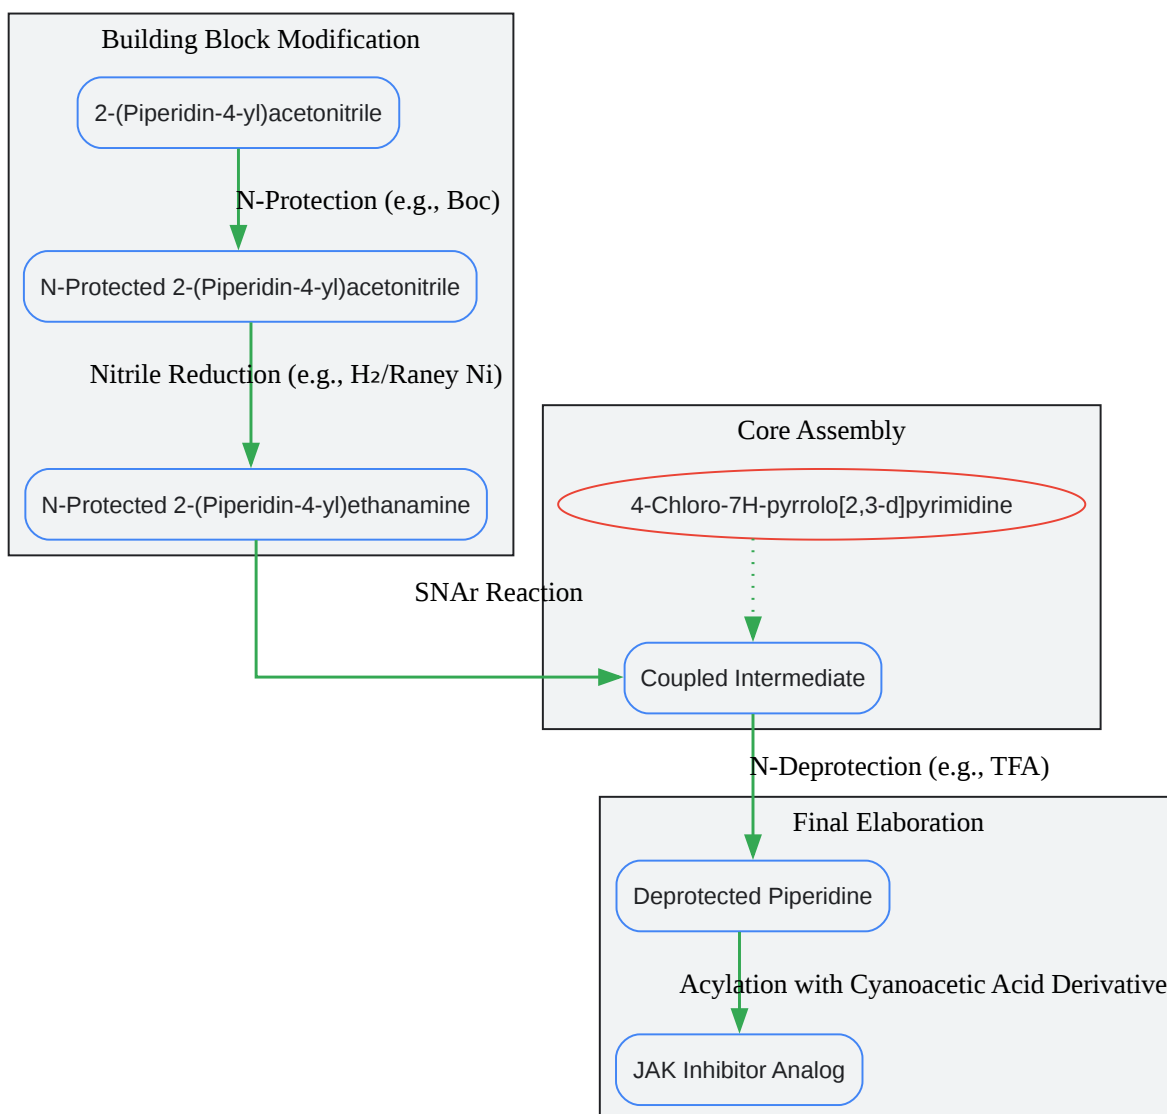 Building Block Modification
2-(Piperidin-4-yl)acetonitrile
N-Protection (e.g., Boc)
N-Protected 2-(Piperidin-4-yl)acetonitrile
Nitrile Reduction (e.g., H₂/Raney Ni)
N-Protected 2-(Piperidin-4-yl)ethanamine
Core Assembly
4-Chloro-7H-pyrrolo[2,3-d]pyrimidine
SNAr Reaction
Coupled Intermediate
N-Deprotection (e.g., TFA)
Final Elaboration
Deprotected Piperidine
Acylation with Cyanoacetic Acid Derivative
JAK Inhibitor Analog